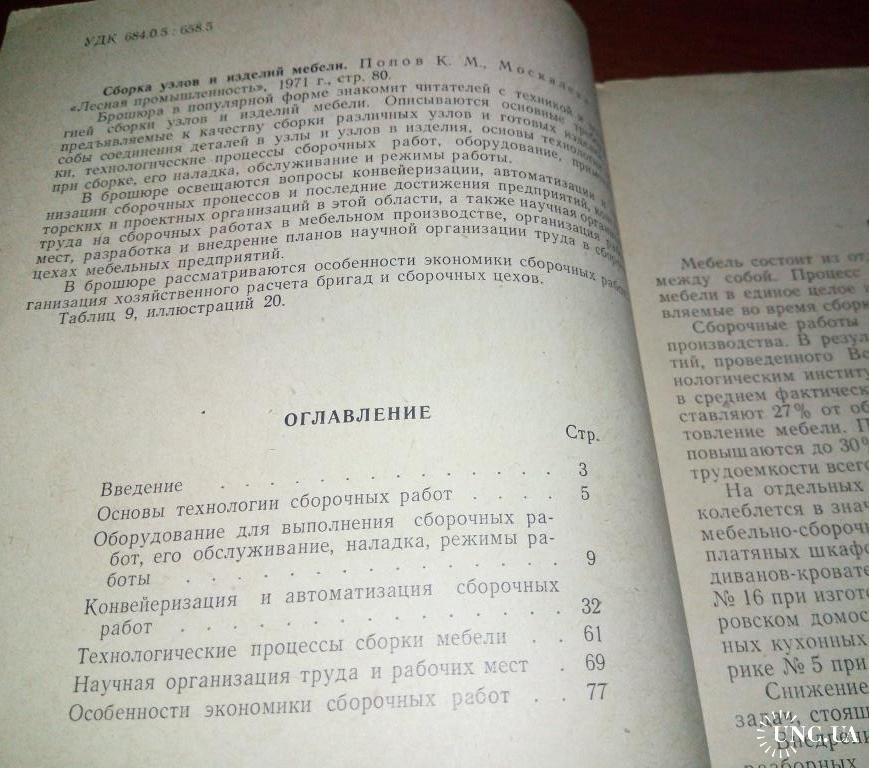 УДК 684.0.5 : 658.5
Сборка узлов и изделий мебели. Попов К. М., Москалев
«Лесная промышленность», 1971 г., стр. 80.
Брошюра в популярной форме знакомит читателей с техникой и
гией сборки узлов и изделий мебели. Описываются основные
предъявляемые к качеству сборки различных узлов и готовых
собы соединения деталей в узлы и узлов в изделия, основы
ки, технологические процессы сборочных работ, оборудование,
при сборке, его наладка, обслуживание и режимы работы.
В брошюре освещаются вопросы конвейеризации, автоматизации и
низации сборочных процессов и последние достижения предприятий,
торских и проектных организаций в этой области, а также научная
труда на сборочных работах в мебельном производстве, организация
мест, разработка и внедрение планов научной организации труда в
цехах мебельных предприятий.
В брошюре рассматриваются особенности экономики сборочных
ганизация хозяйственного расчета бригад и сборочных цехов.
Таблиц 9, иллюстраций 20.
ОГЛАВЛЕНИЕ
Стр.
Введение . . . . . . . . . . . . . 3
Основы технологии сборочных работ . . . . 5
Оборудование для выполнения сборочных ра-
бот, его обслуживание, наладка, режимы ра-
боты . . . . . . . . . . . . . 9
Конвейеризация и автоматизация сборочных
работ . . . . . . . . . . . . . 32
Технологические процессы сборки мебели . . 61
Научная организация труда и рабочих мест . 69
Особенности экономики сборочных работ . . 77
Мебель состоит из от
между собой. Процесс
мебели в единое целое
вляемые во время сборк
Сборочные работы
производства. В резул
тий, проведенного Вс
нологическим институ
в среднем фактическ
ставляют 27% от об
товление мебели. П
повышаются до 30%
трудоемкости всего
На отдельных
колеблется в знач
мебельно-сборочн
платяных шкафо
диванов-кровате
№ 16 при изгото
ровском домос
ных кухонных
рике № 5 при
Снижение
зада́ч, стоящ
Внедрени
разборных
UNC.UA